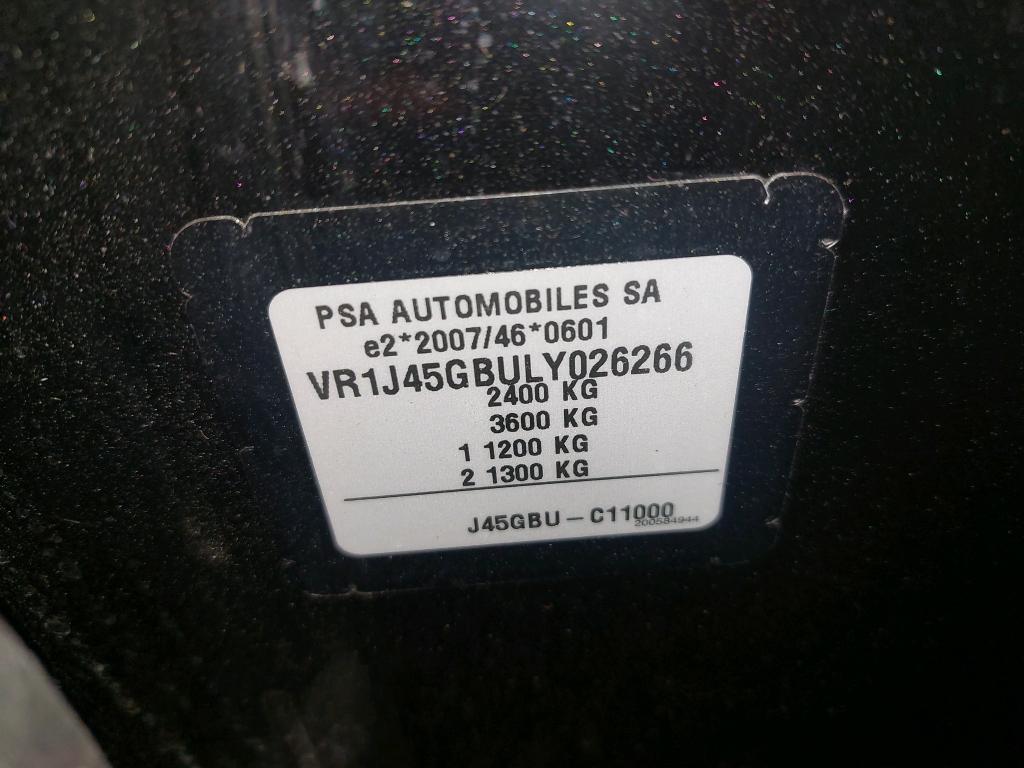 PSA AUTOMOBILES SA
e2*2007/46*0601
VR1J45GBULY026266
2400 KG
3600 KG
1 1200 KG
2 1300 KG
J45GBU - C11000
200584944